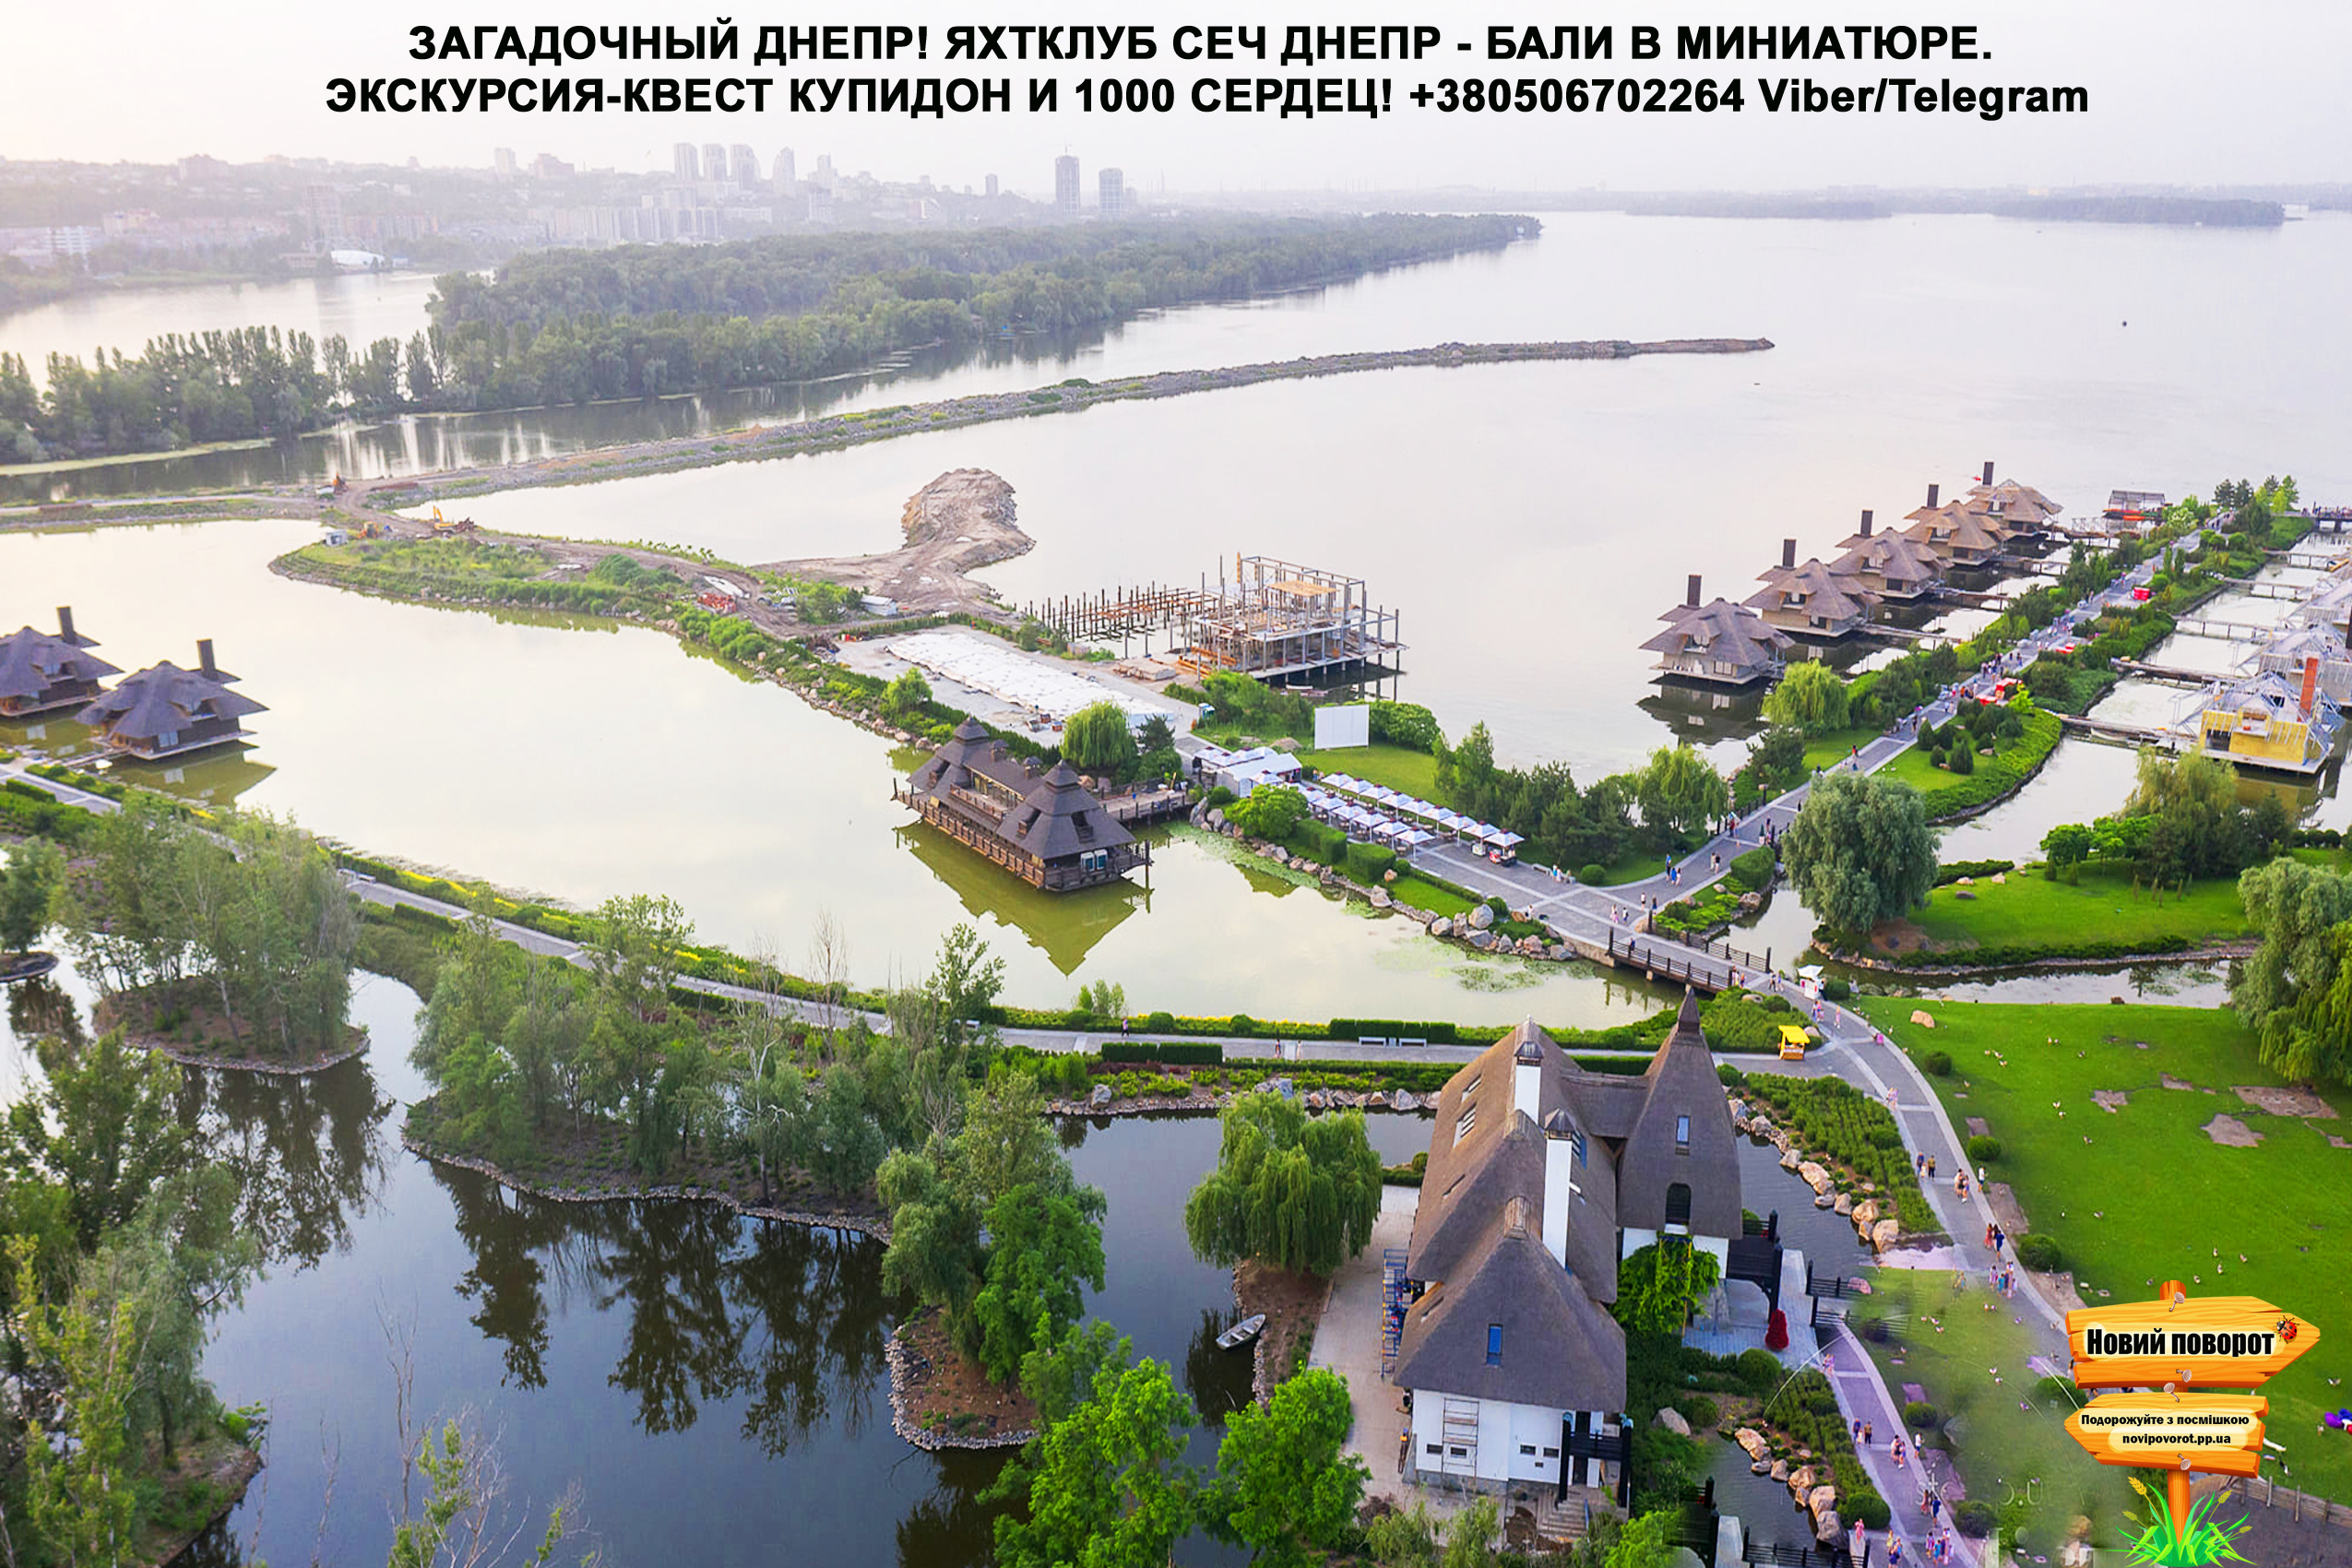 ЗАГАДОЧНЫЙ ДНЕПР! ЯХТКЛУБ СЕЧ ДНЕПР - БАЛИ В МИНИАТЮРЕ.
ЭКСКУРСИЯ-КВЕСТ КУПИДОН И 1000 СЕРДЕЦ! +380506702264 Viber/Telegram
Новий поворот
Подорожуйте з посмішкою
novipovorot.pp.ua